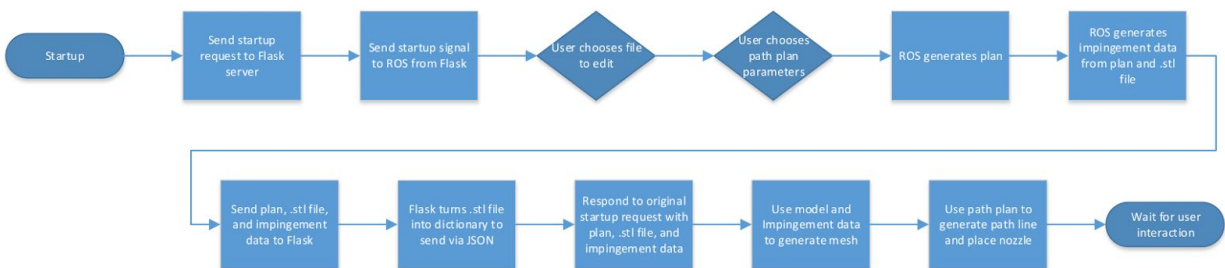 Startup
Send startup
request to Flask
server
Send startup signal
to ROS from Flask
User chooses file
to edit
User chooses
path plan
parameters
ROS generates plan
ROS generates
impingement data
from plan and .stl
file
Send plan, .stl file,
and impingement
data to Flask
Flask turns .stl file
into dictionary to
send via JSON
Respond to original
startup request with
plan, .stl file, and
impingement data
Use model and
Impingement data
to generate mesh
Use path plan to
generate path line
and place nozzle
Wait for user
interaction